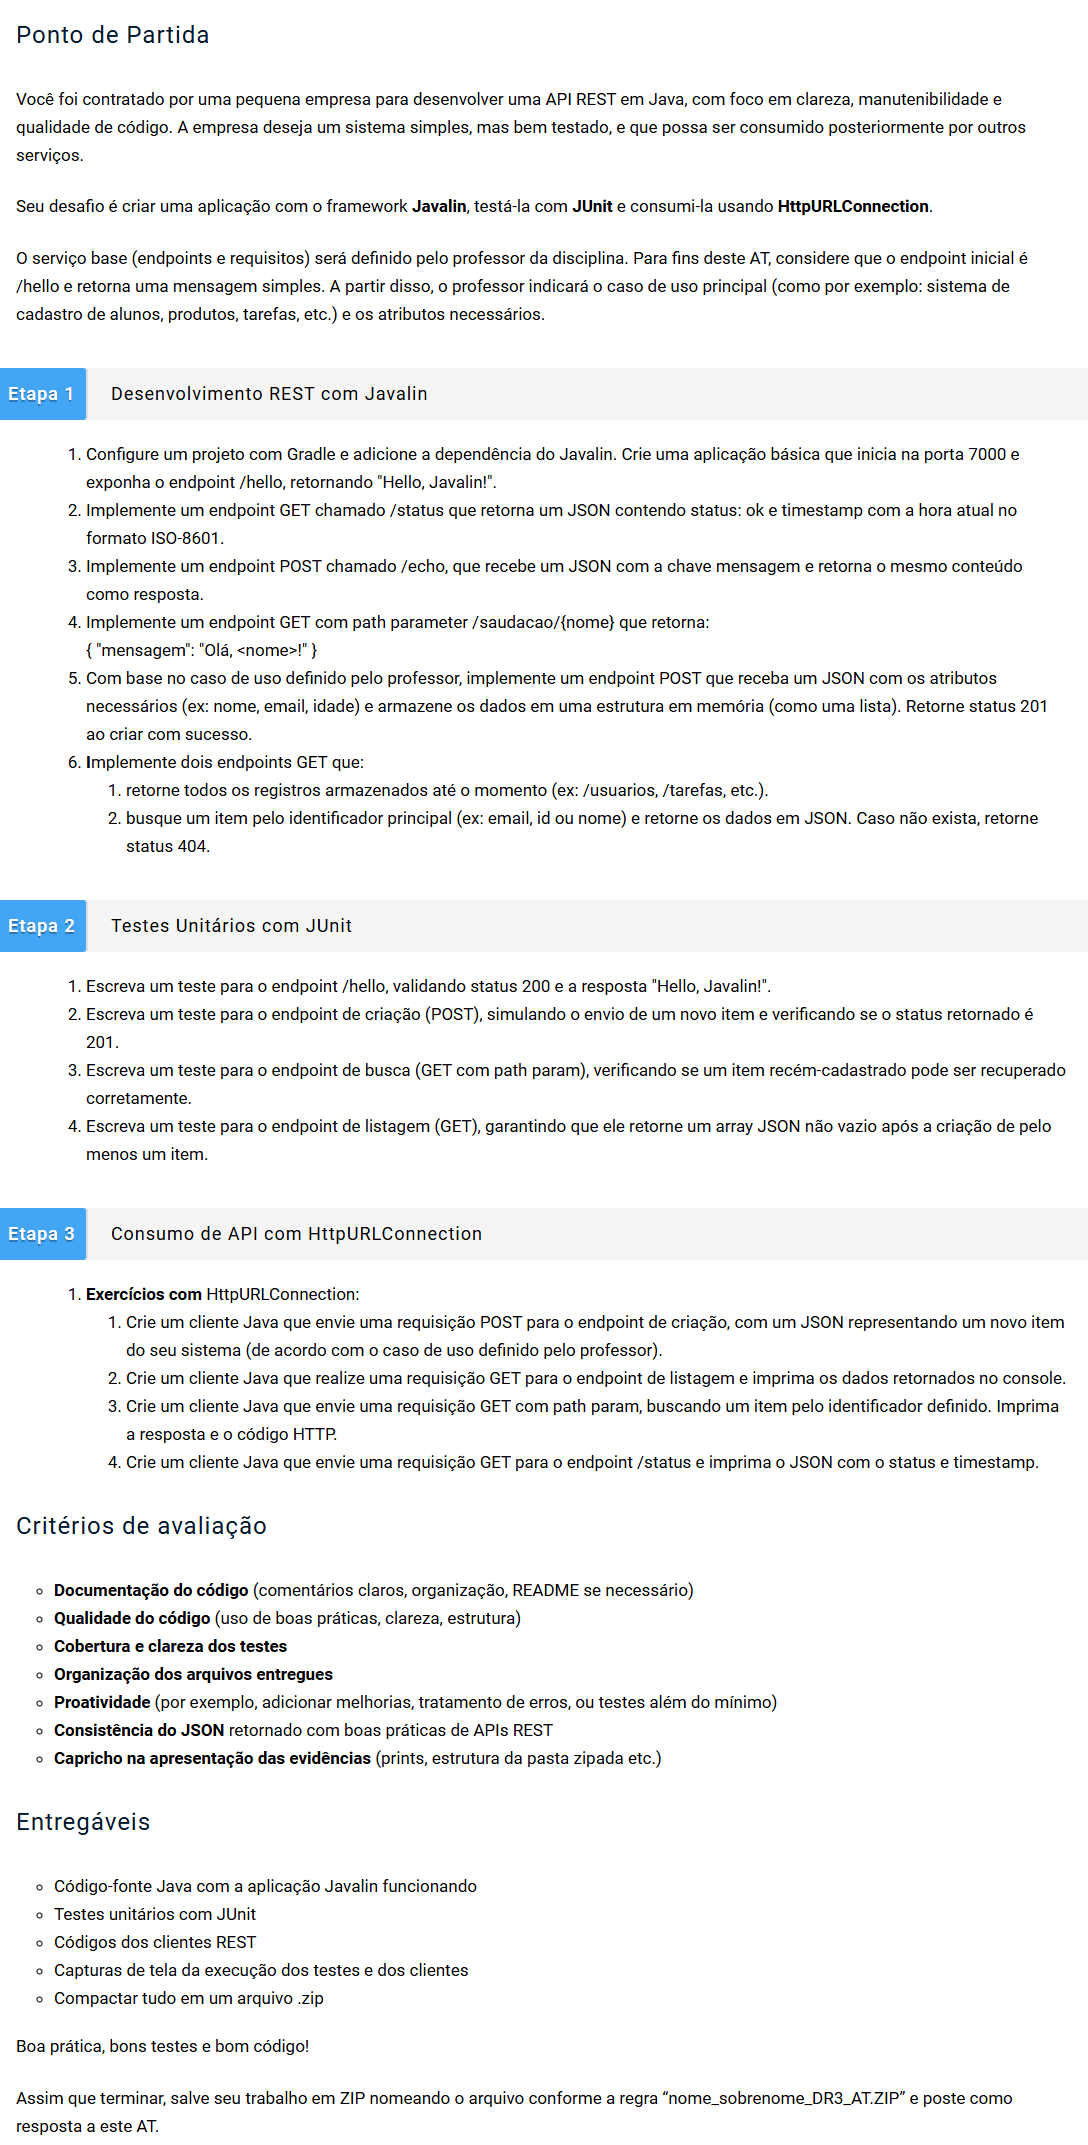 Ponto de Partida
Você foi contratado por uma pequena empresa para desenvolver uma API REST em Java, com foco em clareza, manutenibilidade e
qualidade de código. A empresa deseja um sistema simples, mas bem testado, e que possa ser consumido posteriormente por outros
serviços.
Seu desafio é criar uma aplicação com o framework Javalin, testá-la com JUnit e consumi-la usando HttpURLConnection.
O serviço base (endpoints e requisitos) será definido pelo professor da disciplina. Para fins deste AT, considere que o endpoint inicial é
/hello e retorna uma mensagem simples. A partir disso, o professor indicará o caso de uso principal (como por exemplo: sistema de
cadastro de alunos, produtos, tarefas, etc.) e os atributos necessários.
Etapa 1 Desenvolvimento REST com Javalin
1. Configure um projeto com Gradle e adicione a dependência do Javalin. Crie uma aplicação básica que inicia na porta 7000 e
exponha o endpoint /hello, retornando "Hello, Javalin!".
2. Implemente um endpoint GET chamado /status que retorna um JSON contendo status: ok e timestamp com a hora atual no
formato ISO-8601.
3. Implemente um endpoint POST chamado /echo, que recebe um JSON com a chave mensagem e retorna o mesmo conteúdo
como resposta.
4. Implemente um endpoint GET com path parameter /saudacao/{nome} que retorna:
{ "mensagem": "Olá, <nome>!" }
5. Com base no caso de uso definido pelo professor, implemente um endpoint POST que receba um JSON com os atributos
necessários (ex: nome, email, idade) e armazene os dados em uma estrutura em memória (como uma lista). Retorne status 201
ao criar com sucesso.
6. Implemente dois endpoints GET que:
1. retorne todos os registros armazenados até o momento (ex: /usuarios, /tarefas, etc.).
2. busque um item pelo identificador principal (ex: email, id ou nome) e retorne os dados em JSON. Caso não exista, retorne
status 404.
Etapa 2 Testes Unitários com JUnit
1. Escreva um teste para o endpoint /hello, validando status 200 e a resposta "Hello, Javalin!".
2. Escreva um teste para o endpoint de criação (POST), simulando o envio de um novo item e verificando se o status retornado é
201.
3. Escreva um teste para o endpoint de busca (GET com path param), verificando se um item recém-cadastrado pode ser recuperado
corretamente.
4. Escreva um teste para o endpoint de listagem (GET), garantindo que ele retorne um array JSON não vazio após a criação de pelo
menos um item.
Etapa 3 Consumo de API com HttpURLConnection
1. Exercícios com HttpURLConnection:
1. Crie um cliente Java que envie uma requisição POST para o endpoint de criação, com um JSON representando um novo item
do seu sistema (de acordo com o caso de uso definido pelo professor).
2. Crie um cliente Java que realize uma requisição GET para o endpoint de listagem e imprima os dados retornados no console.
3. Crie um cliente Java que envie uma requisição GET com path param, buscando um item pelo identificador definido. Imprima
a resposta e o código HTTP.
4. Crie um cliente Java que envie uma requisição GET para o endpoint /status e imprima o JSON com o status e timestamp.
Critérios de avaliação
◦ Documentação do código (comentários claros, organização, README se necessário)
◦ Qualidade do código (uso de boas práticas, clareza, estrutura)
◦ Cobertura e clareza dos testes
◦ Organização dos arquivos entregues
◦ Proatividade (por exemplo, adicionar melhorias, tratamento de erros, ou testes além do mínimo)
◦ Consistência do JSON retornado com boas práticas de APIs REST
◦ Capricho na apresentação das evidências (prints, estrutura da pasta zipada etc.)
Entregáveis
◦ Código-fonte Java com a aplicação Javalin funcionando
◦ Testes unitários com JUnit
◦ Códigos dos clientes REST
◦ Capturas de tela da execução dos testes e dos clientes
◦ Compactar tudo em um arquivo .zip
Boa prática, bons testes e bom código!
Assim que terminar, salve seu trabalho em ZIP nomeando o arquivo conforme a regra “nome_sobrenome_DR3_AT.ZIP” e poste como
resposta a este AT.